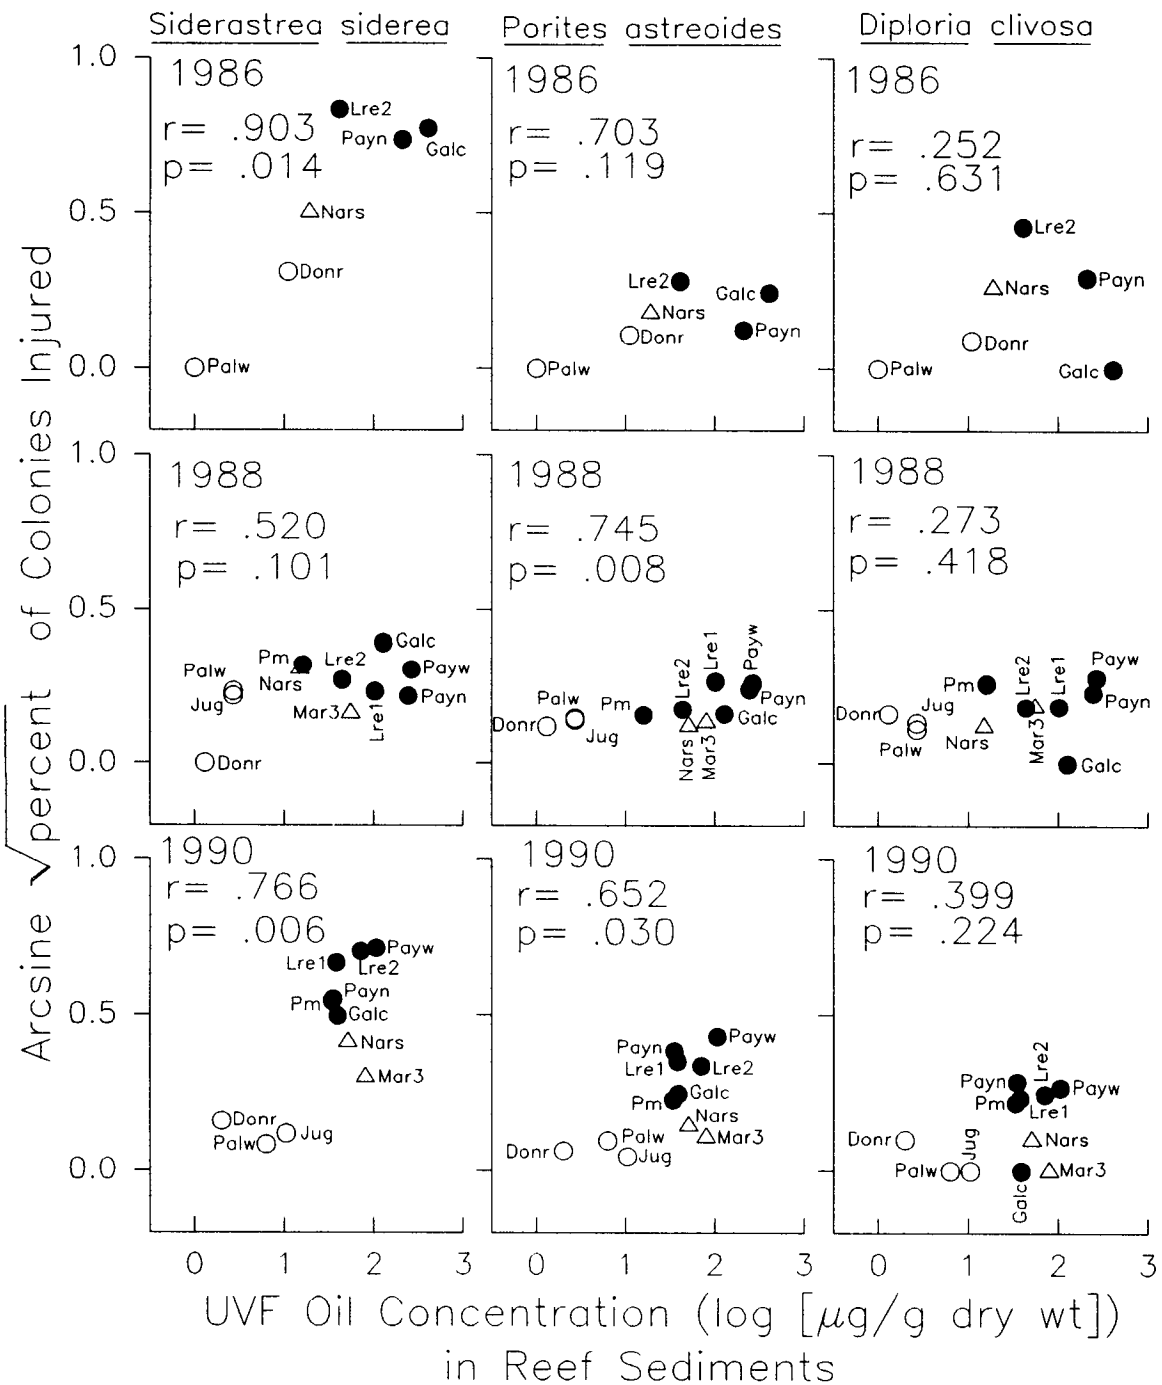 Siderastrea siderea
Porites astreoides
Diploria clivosa
Arcsine √percent of Colonies Injured
1.0
0.5
0.0
1986
r= .903
p= .014
Lre2
Payn
Galc
Nars
Donr
Palw
1986
r= .703
p= .119
Lre2
Galc
Nars
Donr
Payn
Palw
1986
r= .252
p= .631
Lre2
Payn
Nars
Donr
Palw
Galc
1.0
0.5
0.0
1988
r= .520
p= .101
Galc
Pm
Lre2
Payw
Palw
Nars
Jug
Payn
Mar3
Lre1
Donr
1988
r= .745
p= .008
Lre1
Payw
Lre2
Palw
Pm
Payn
Donr
Jug
Galc
Nars
Mar3
1988
r= .273
p= .418
Lre2
Lre1
Payw
Pm
Payn
Donr
Jug
Palw
Nars
Mar3
Galc
1.0
0.5
0.0
1990
r= .766
p= .006
Payw
Lre1
Lre2
Payn
Pm
Galc
Nars
Mar3
Donr
Jug
Palw
1990
r= .652
p= .030
Payw
Payn
Lre1
Lre2
Galc
Pm
Nars
Palw
Mar3
Donr
Jug
1990
r= .399
p= .224
Lre2
Payn
Payw
Pm
Lre1
Donr
Jug
Nars
Palw
Mar3
Galc
0 1 2 3
0 1 2 3
0 1 2 3
UVF Oil Concentration (log [μg/g dry wt])
in Reef Sediments